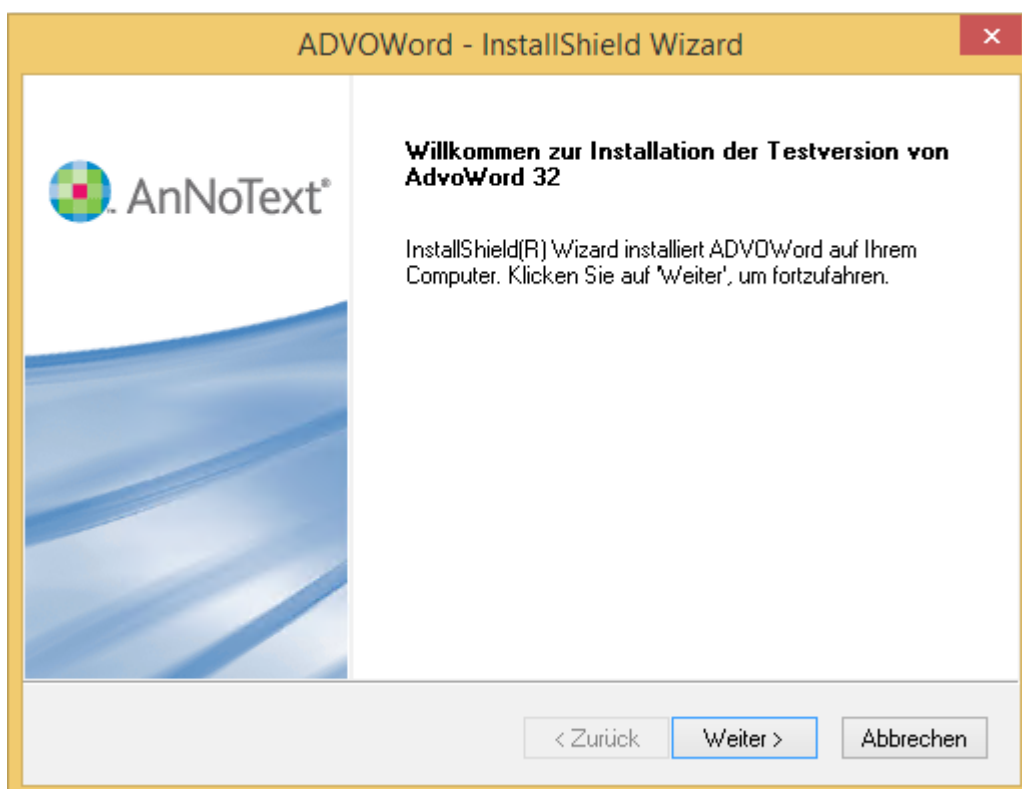 ADVOWord - InstallShield Wizard
AnNoText®
Willkommen zur Installation der Testversion von
AdvoWord 32
InstallShield(R) Wizard installiert ADVOWord auf Ihrem
Computer. Klicken Sie auf 'Weiter', um fortzufahren.
< Zurück
Weiter >
Abbrechen